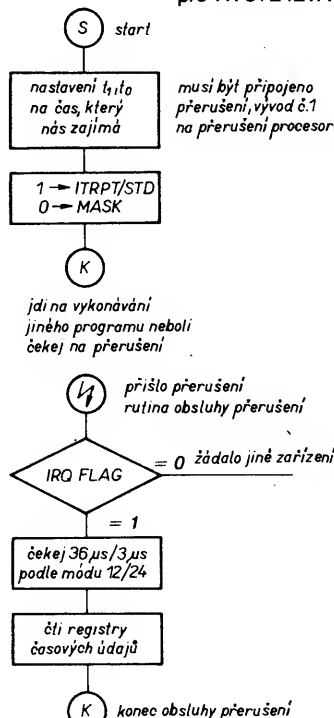 S start
nastavení t₁,t₀
na čas, který
nás zajímá
musí být připojeno
přerušení, vývod č.1
na přerušení procesor
1 → ITRPT/STD
0 → MASK
K
jdi na vykonávání
jiného programu neboli
čekej na přerušení
přišlo přerušení
rutina obsluhy přerušení
IRQ FLAG
= 0 žádalo jiné zařízení
= 1
čekej 36 µs/3 µs
podle módu 12/24
čti registry
časových údajů
K konec obsluhy přerušení